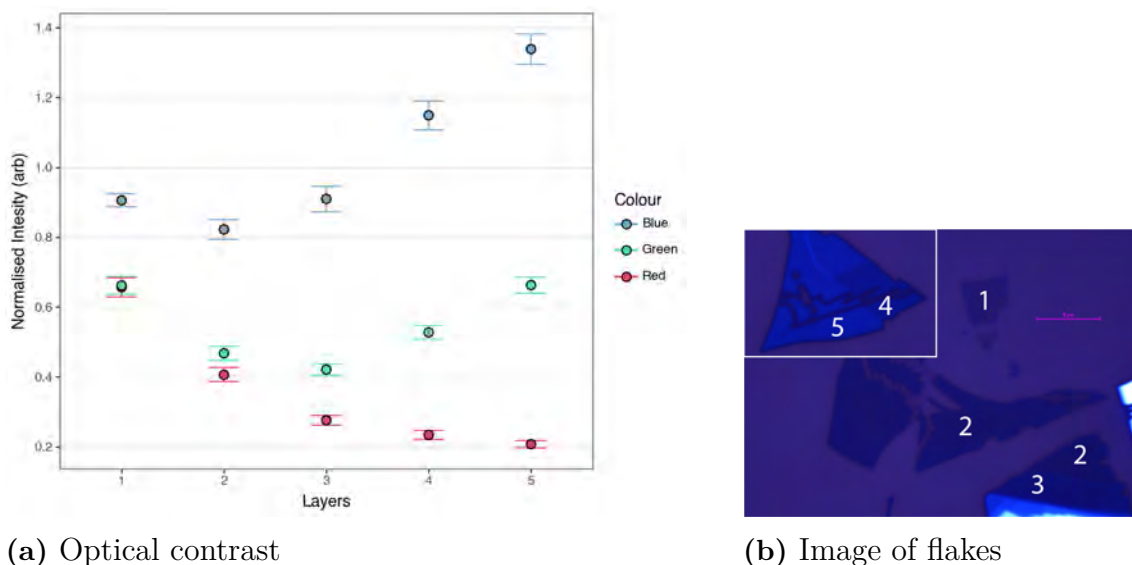 1.4
1.2
1.0
0.8
0.6
0.4
0.2
Normalised Intesity (arb)
1
2
3
4
5
Layers
Colour
Blue
Green
Red
4
5
1
2
2
3
(a) Optical contrast
(b) Image of flakes